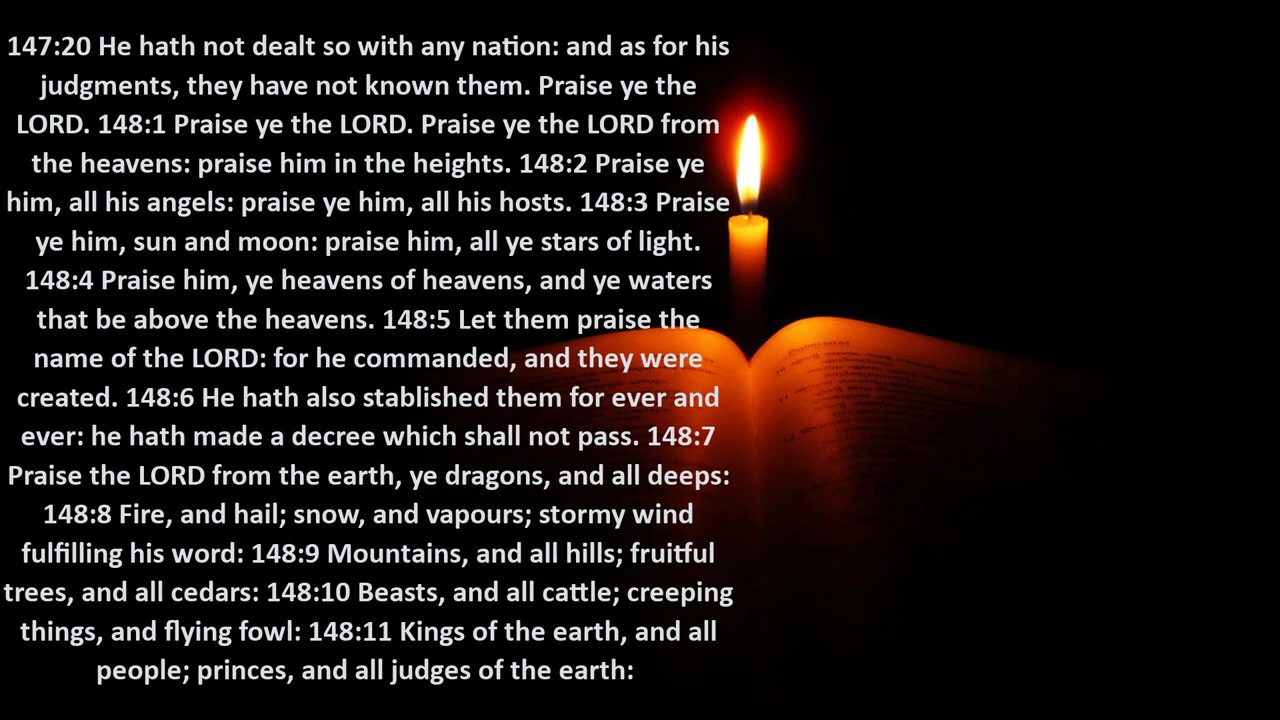 147:20 He hath not dealt so with any nation: and as for his
judgments, they have not known them. Praise ye the
LORD. 148:1 Praise ye the LORD. Praise ye the LORD from
the heavens: praise him in the heights. 148:2 Praise ye
him, all his angels: praise ye him, all his hosts. 148:3 Praise
ye him, sun and moon: praise him, all ye stars of light.
148:4 Praise him, ye heavens of heavens, and ye waters
that be above the heavens. 148:5 Let them praise the
name of the LORD: for he commanded, and they were
created. 148:6 He hath also stablished them for ever and
ever: he hath made a decree which shall not pass. 148:7
Praise the LORD from the earth, ye dragons, and all deeps:
148:8 Fire, and hail; snow, and vapours; stormy wind
fulfilling his word: 148:9 Mountains, and all hills; fruitful
trees, and all cedars: 148:10 Beasts, and all cattle; creeping
things, and flying fowl: 148:11 Kings of the earth, and all
people; princes, and all judges of the earth: